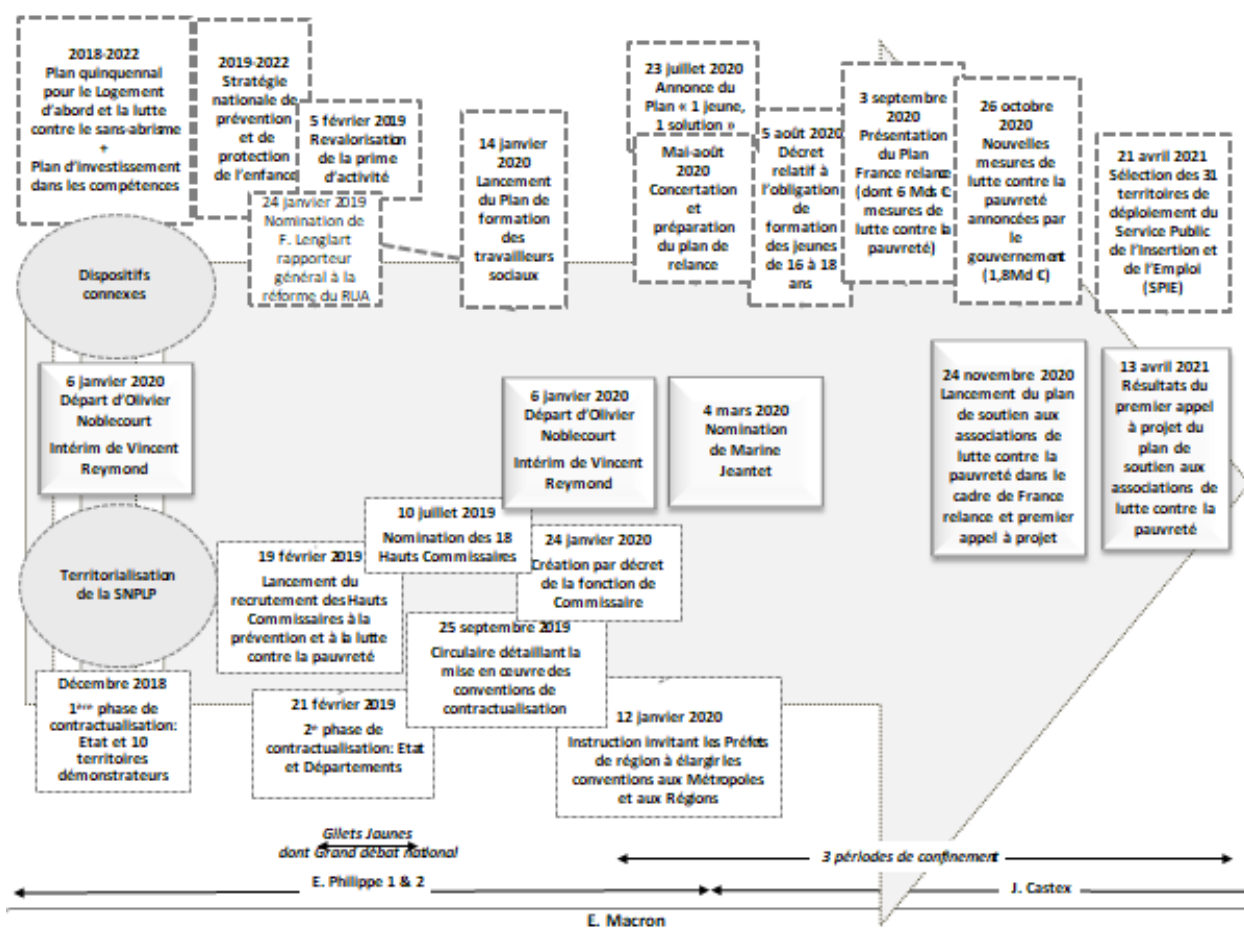 2018-2022
Plan quinquennal
pour le Logement
d'abord et la lutte
contre le sans-abrisme
+
Plan d'investissement
dans les compétences
2019-2022
Stratégie
nationale de
prévention
et de
protection
de l'enfance
5 février 2019
Revalorisation
de la prime
d'activité
24 janvier 2019
Nomination de
F. Lenglart
rapporteur
général à la
réforme du RUA
14 janvier
2020
Lancement
du Plan de
formation
des
travailleurs
sociaux
23 juillet 2020
Annonce du
Plan « 1 jeune,
1 solution »
Mai-août
2020
Concertation
et
préparation
du plan de
relance
5 août 2020
Décret
relatif à
l'obligation
de
formation
des jeunes
de 16 à 18
ans
3 septembre
2020
Présentation
du Plan
France relance
(dont 6 Mds €
mesures de
lutte contre la
pauvreté)
26 octobre
2020
Nouvelles
mesures de
lutte contre la
pauvreté
annoncées par
le
gouvernement
(1,8Md €)
21 avril 2021
Sélection des 31
territoires de
déploiement du
Service Public
de l'Insertion et
de l'Emploi
(SPIE)
Dispositifs
connexes
6 janvier 2020
Départ d'Olivier
Noblecourt
Intérim de Vincent
Reymond
6 janvier 2020
Départ d'Olivier
Noblecourt
Intérim de Vincent
Reymond
4 mars 2020
Nomination
de Marine
Jeantet
24 novembre 2020
Lancement du plan
de soutien aux
associations de
lutte contre la
pauvreté dans le
cadre de France
relance et premier
appel à projet
13 avril 2021
Résultats du
premier appel
à projet du
plan de
soutien aux
associations de
lutte contre la
pauvreté
Territorialisation
de la SNPLP
19 février 2019
Lancement du
recrutement des Hauts
Commissaires à la
prévention et à la lutte
contre la pauvreté
10 juillet 2019
Nomination des 18
Hauts Commissaires
24 janvier 2020
Création par décret
de la fonction de
Commissaire
25 septembre 2019
Circulaire détaillant la
mise en œuvre des
conventions de
contractualisation
Décembre 2018
1ère phase de
contractualisation:
Etat et 10
territoires
démonstrateurs
21 février 2019
2e phase de
contractualisation: Etat
et Départements
12 janvier 2020
Instruction invitant les Préfets
de région à élargir les
conventions aux Métropoles
et aux Régions
Gilets Jaunes
dont Grand débat national
3 périodes de confinement
E. Philippe 1 & 2
J. Castex
E. Macron